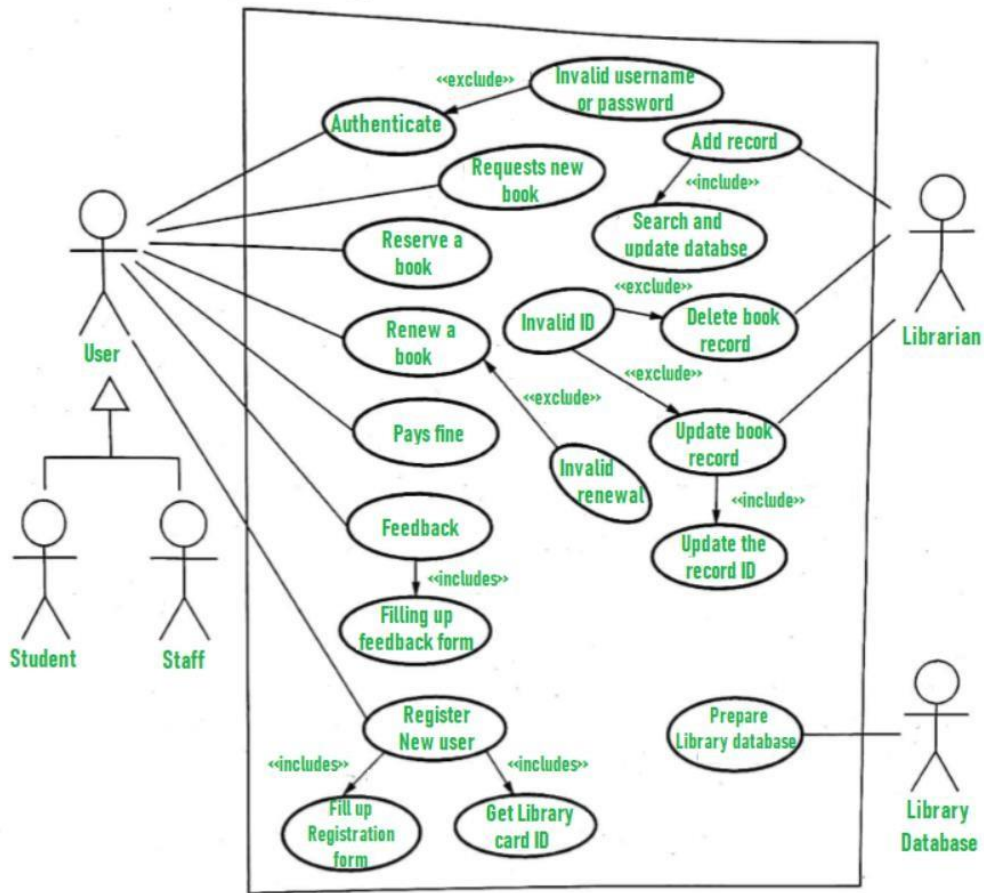 «exclude»
Invalid username
or password
Authenticate
Add record
Requests new
book
«include»
Search and
update databse
Reserve a
book
«exclude»
Invalid ID
Delete book
record
User
Renew a
book
Librarian
«exclude»
«exclude»
Pays fine
Update book
record
Invalid
renewal
«include»
Feedback
Update the
record ID
«includes»
Filling up
feedback form
Student
Staff
Register
New user
Prepare
Library database
«includes»
«includes»
Fill up
Registration
form
Get Library
card ID
Library
Database